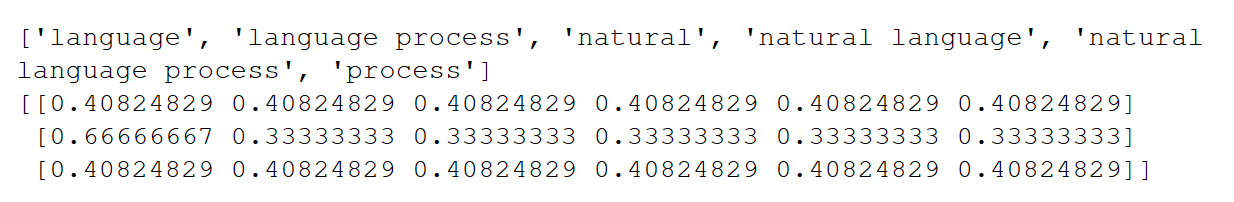 ['language', 'language process', 'natural', 'natural language', 'natural
language process', 'process']
[[0.40824829 0.40824829 0.40824829 0.40824829 0.40824829 0.40824829]
[0.66666667 0.33333333 0.33333333 0.33333333 0.33333333 0.33333333]
[0.40824829 0.40824829 0.40824829 0.40824829 0.40824829 0.40824829]]